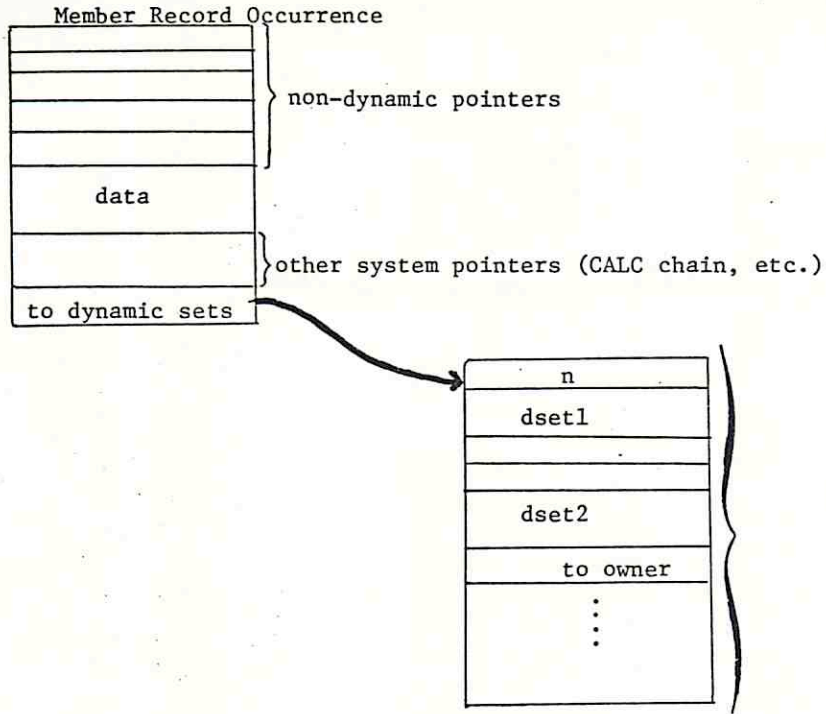 Member Record Occurrence
non-dynamic pointers
data
other system pointers (CALC chain, etc.)
to dynamic sets
n
dset1
dset2
to owner